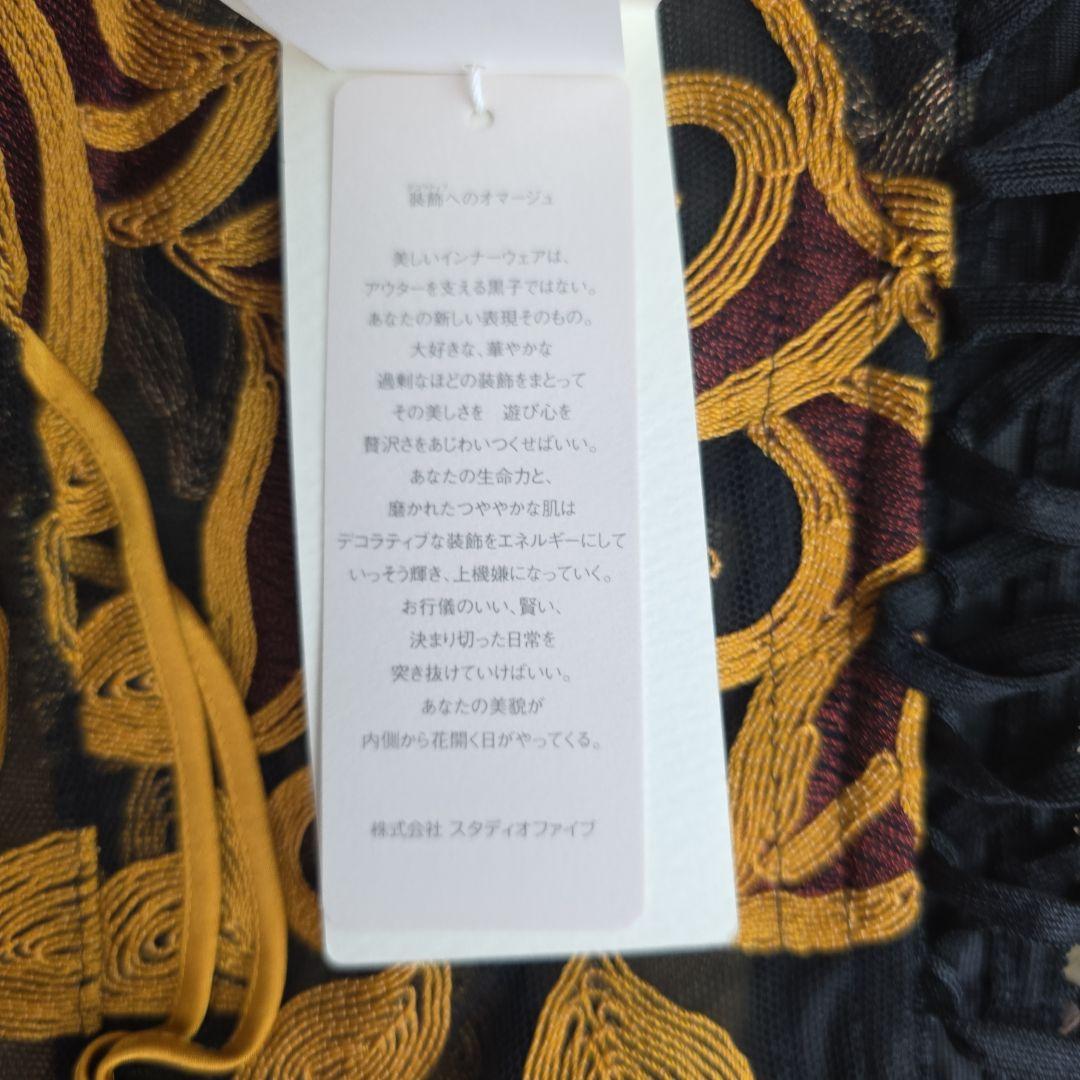 装飾へのオマージュ
美しいインナーウェアは、
アウターを支える黒子ではない。
あなたの新しい表現そのもの。
大好きな、華やかな
過剰なほどの装飾をまとって
その美しさを　遊び心を
贅沢さをあじわいつくせばいい。
あなたの生命力と、
磨かれたつややかな肌は
デコラティブな装飾をエネルギーにして
いっそう輝き、上機嫌になっていく。
お行儀のいい、賢い、
決まり切った日常を
突き抜けていけばいい。
あなたの美貌が
内側から花開く日がやってくる。
株式会社 スタディオファイブ